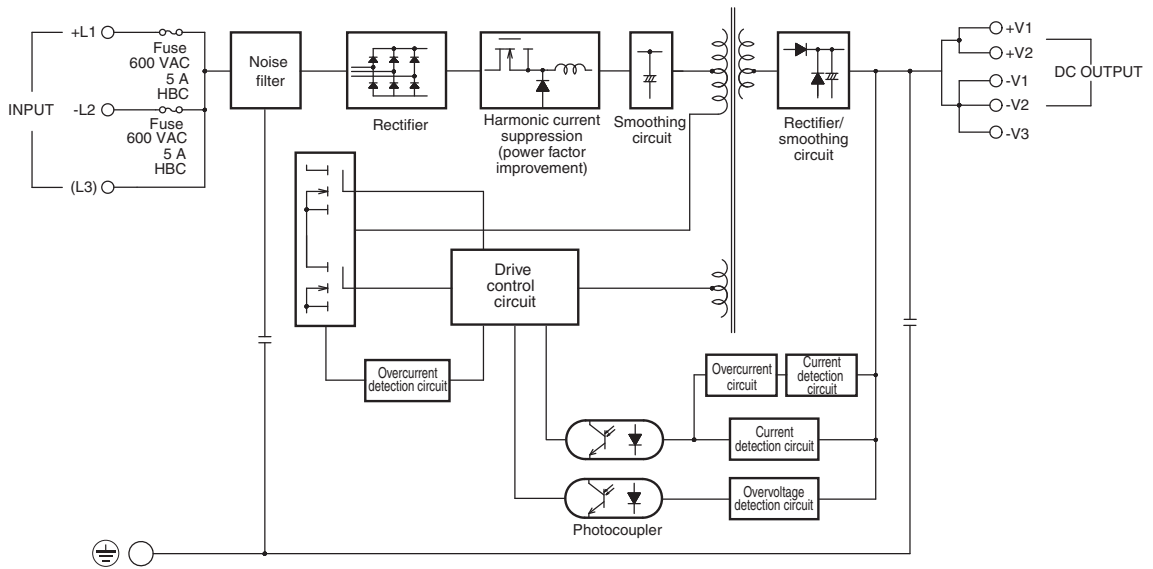 +L1
Fuse
600 VAC
5 A
HBC
INPUT
-L2
Fuse
600 VAC
5 A
HBC
(L3)
Noise
filter
Rectifier
Harmonic current
suppression
(power factor
improvement)
Smoothing
circuit
Rectifier/
smoothing
circuit
+V1
+V2
DC OUTPUT
-V1
-V2
-V3
Drive
control
circuit
Overcurrent
detection circuit
Overcurrent
circuit
Current
detection
circuit
Current
detection circuit
Overvoltage
detection circuit
Photocoupler